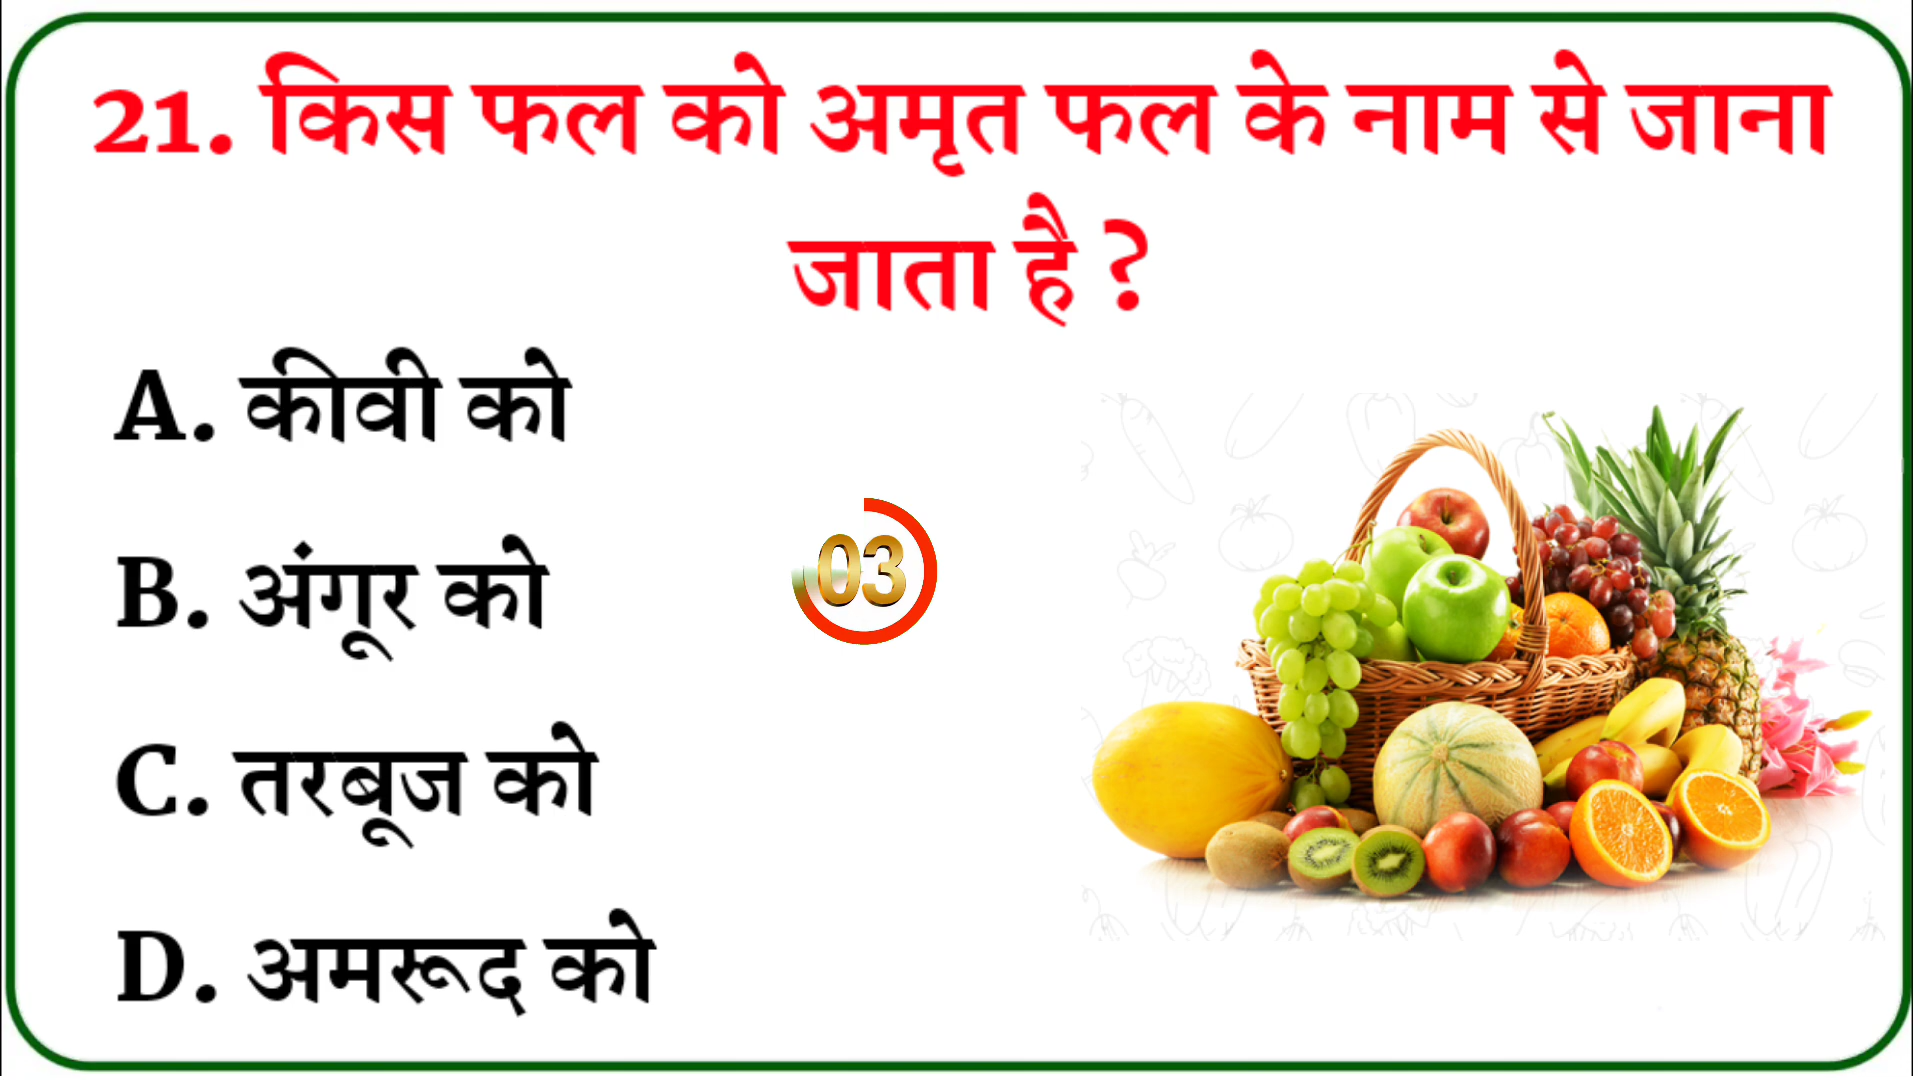 21. किस फल को अमृत फल के नाम से जाना
जाता है ?
A. कीवी को
B. अंगूर को
03
C. तरबूज को
D. अमरूद को